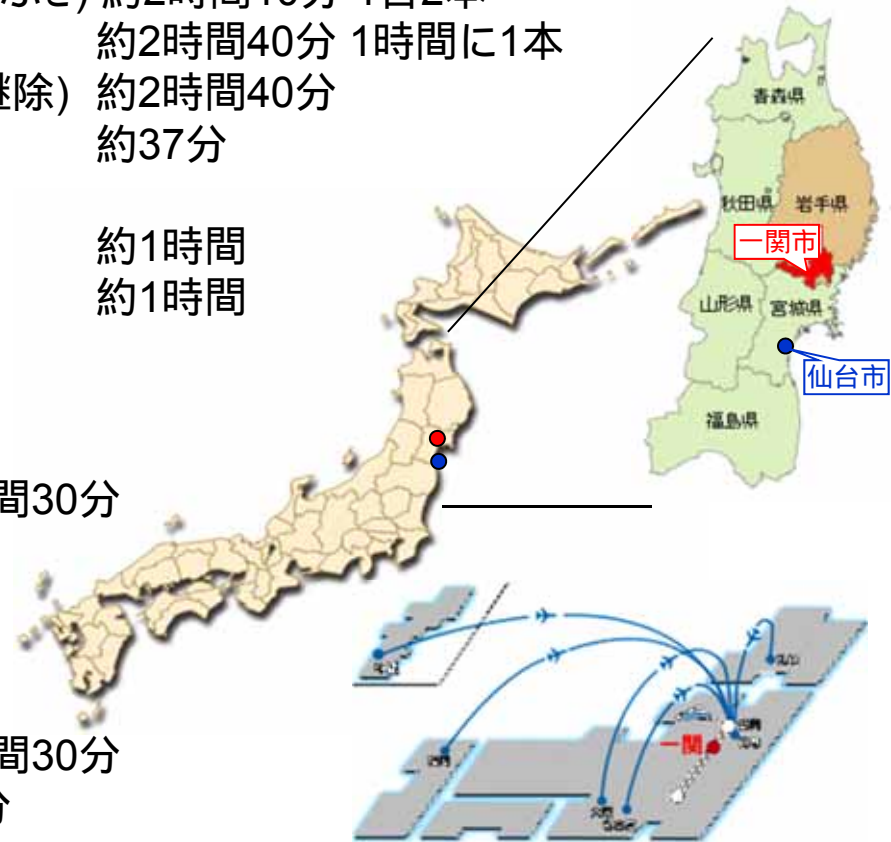 約2時間40分 1時間に1本
継除) 約2時間40分
約37分
約1時間
約1時間
間30分
間30分
分
青森県
秋田県
岩手県
一関市
山形県
宮城県
仙台市
福島県
一関